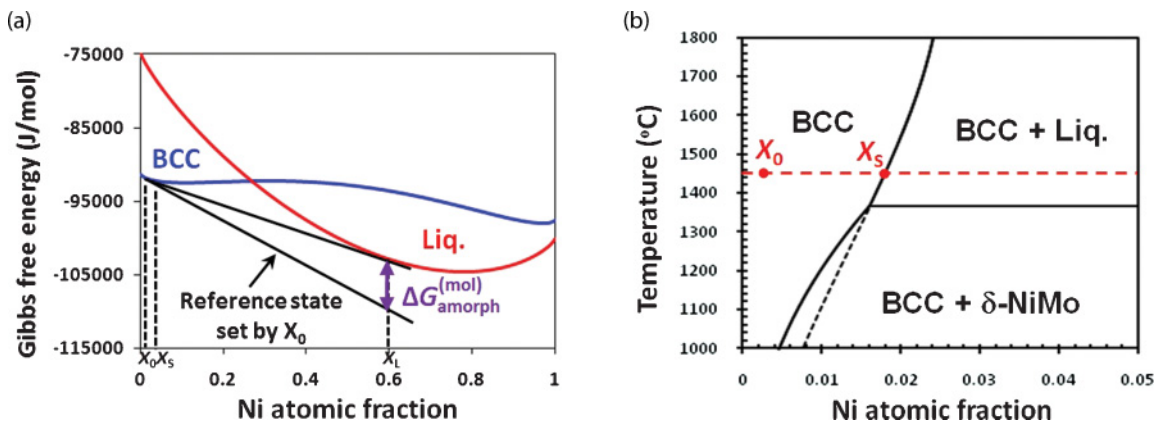 (a)
-75000
-85000
-95000
-105000
-115000
Gibbs free energy (J/mol)
BCC
Liq.
Reference state
set by X₀
ΔG(mol)amorph
X₀ Xs
X_L
0
0.2
0.4
0.6
0.8
1
Ni atomic fraction
(b)
1800
1700
1600
1500
1400
1300
1200
1100
1000
Temperature (°C)
BCC
BCC + Liq.
X₀
Xs
BCC + δ-NiMo
0
0.01
0.02
0.03
0.04
0.05
Ni atomic fraction